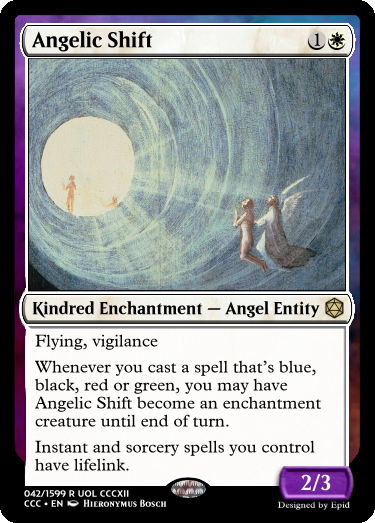 Angelic Shift 1
Kindred Enchantment — Angel Entity
Flying, vigilance
Whenever you cast a spell that's blue,
black, red or green, you may have
Angelic Shift become an enchantment
creature until end of turn.
Instant and sorcery spells you control
have lifelink.
2/3
042/1599 R UOL CCCXII
CCC • EN Hieronymus Bosch
Designed by Epid